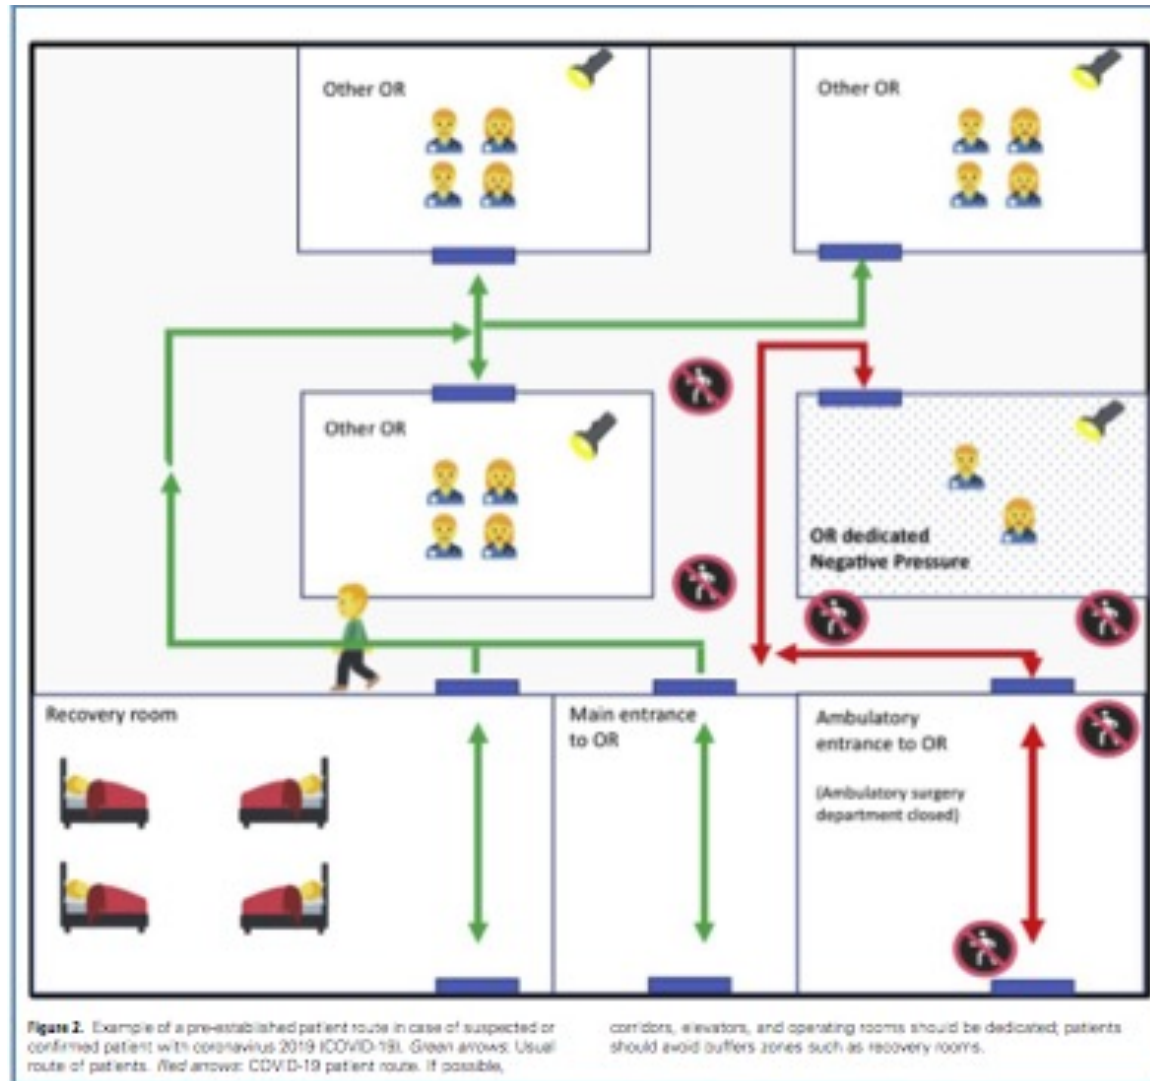 Other OR
Other OR
Other OR
OR dedicated
Negative Pressure
Recovery room
Main entrance
to OR
Ambulatory
entrance to OR
(Ambulatory surgery
department closed)
Figure 2. Example of a pre-established patient route in case of suspected or
confirmed patient with coronavirus 2019 (COVID-19). Green arrows: Usual
route of patients. Red arrows: COVID-19 patient route. If possible,
corridors, elevators, and operating rooms should be dedicated; patients
should avoid buffers zones such as recovery rooms.